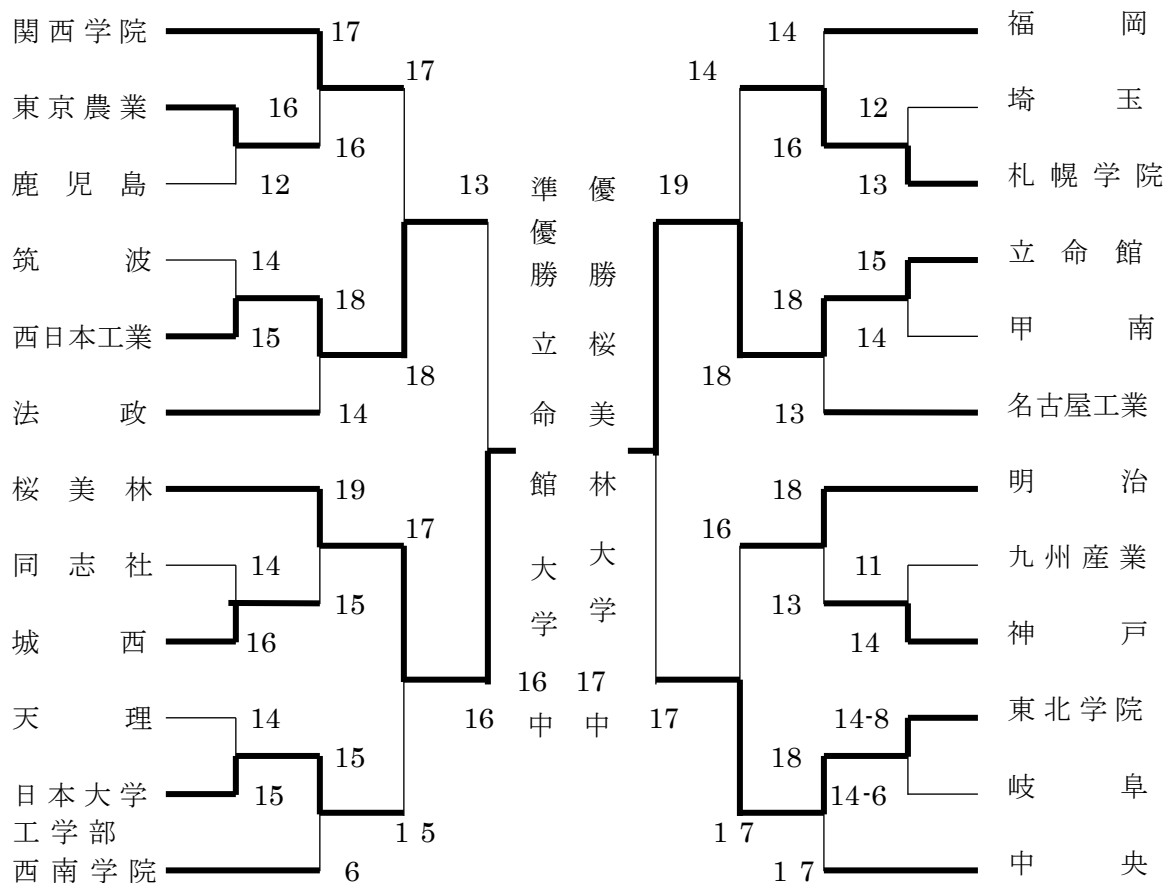 関西学院 17
17
東京農業 16
16
鹿児島 12
13
筑波 14
18
西日本工業 15
18
法政 14
桜美林 19
17
同志社 14
15
城西 16
16
天理 14
15
日本大学工学部 15
15
西南学院 6
準優勝 立命館大学 16中
優勝 桜美林大学 17中
14 福岡
14
12 埼玉
16
13 札幌学院
19
15 立命館
18
14 甲南
18
13 名古屋工業
18 明治
16
11 九州産業
13
14 神戸
17
14-8 東北学院
18
14-6 岐阜
17
17 中央